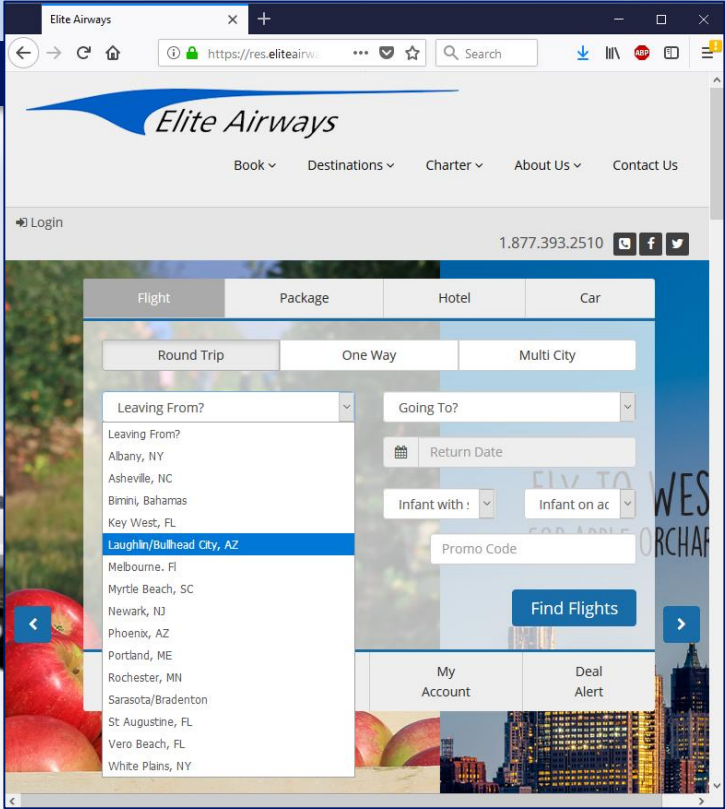 Elite Airways
https://res.eliteairw
Search
ABP
Elite Airways
Book
Destinations
Charter
About Us
Contact Us
Login
1.877.393.2510
Flight
Package
Hotel
Car
Round Trip
One Way
Multi City
Leaving From?
Going To?
Leaving From?
Albany, NY
Asheville, NC
Bimini, Bahamas
Key West, FL
Laughlin/Bullhead City, AZ
Melbourne. Fl
Myrtle Beach, SC
Newark, NJ
Phoenix, AZ
Portland, ME
Rochester, MN
Sarasota/Bradenton
St Augustine, FL
Vero Beach, FL
White Plains, NY
Return Date
Infant with s
Infant on ac
Promo Code
FLY TO WES
FOR APPLE ORCHAR
Find Flights
My Account
Deal Alert